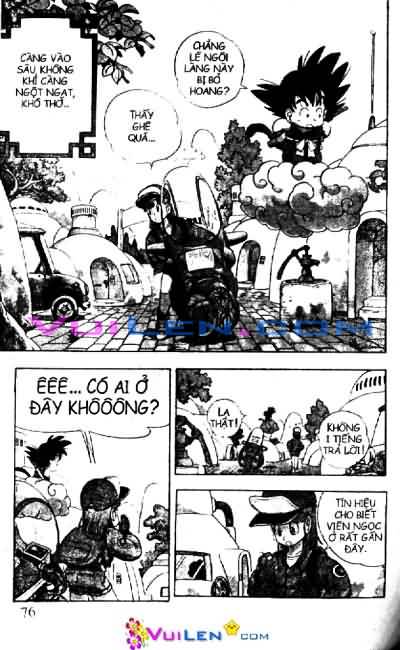 CÀNG VÀO
SÂU KHÔNG
KHÍ CÀNG
NGỘT NGẠT,
KHÓ THỞ...
CHẲNG
LẼ NGÔI
LÀNG NÀY
BỊ BỎ
HOANG?
THẤY
GHÊ
QUÁ...
VUILEN.COM
ÊÊÊ... CÓ AI Ở
ĐÂY KHÔÔÔNG?
LẠ
THẬT!
KHÔNG
1 TIẾNG
TRẢ LỜI!
TÍN HIỆU
CHO BIẾT
VIÊN NGỌC
Ở RẤT GẦN
ĐÂY.
76
VUILEN.COM